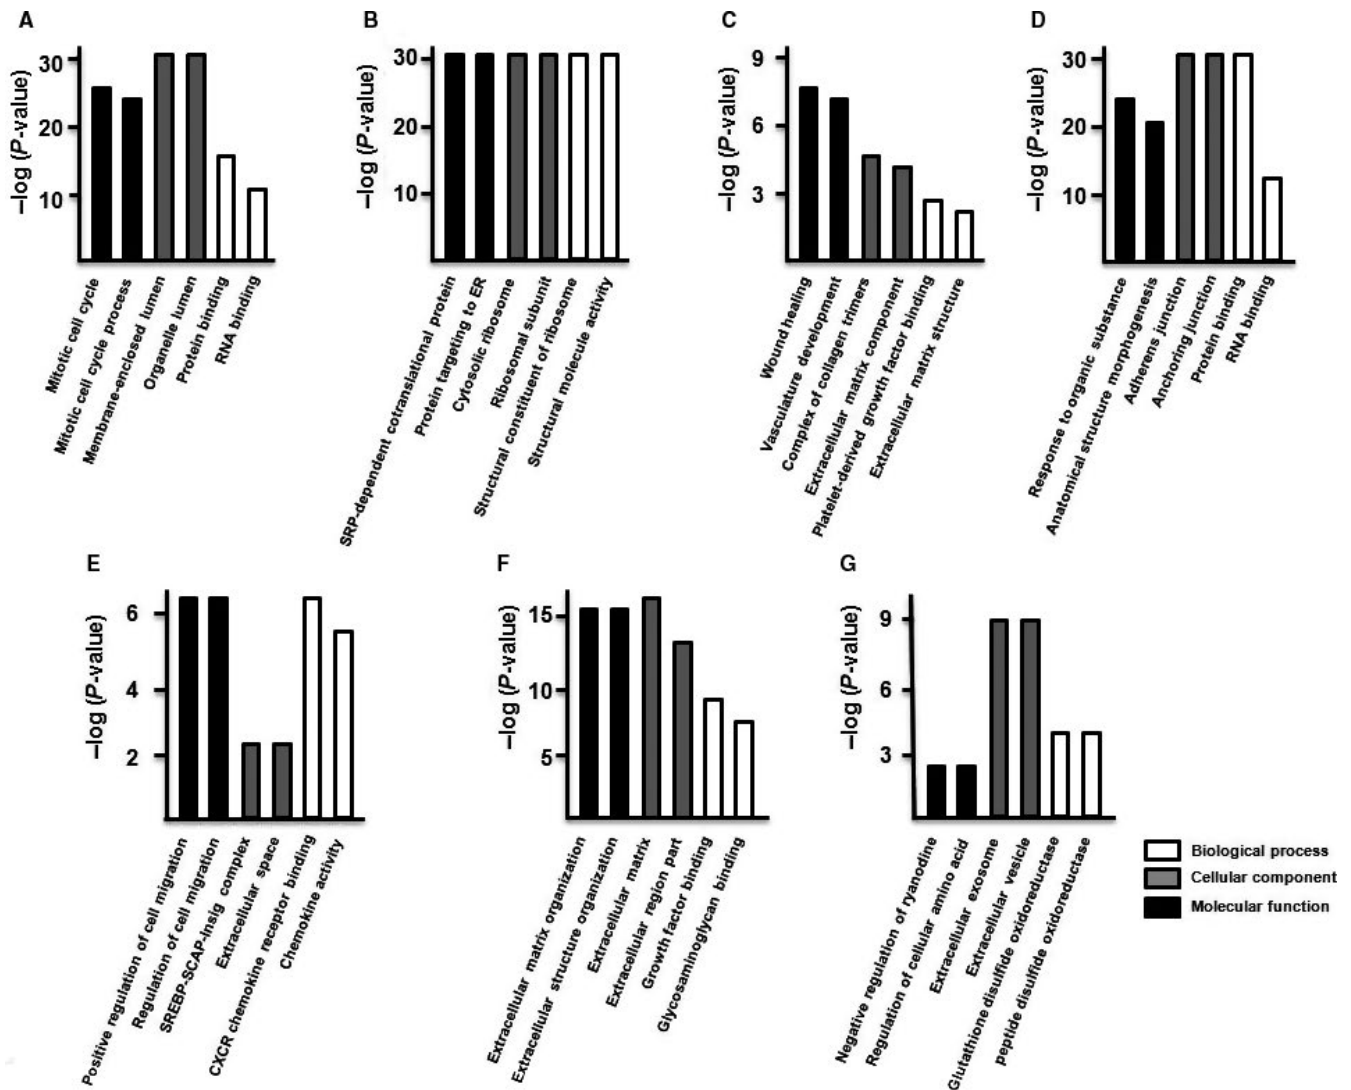 A
–log (P-value)
30
20
10
Mitotic cell cycle
Mitotic cell cycle process
Membrane-enclosed lumen
Organelle lumen
Protein binding
RNA binding
B
–log (P-value)
30
20
10
SRP-dependent cotranslational protein
Protein targeting to ER
Cytosolic ribosome
Ribosomal subunit
Structural constituent of ribosome
Structural molecule activity
C
–log (P-value)
9
6
3
Wound healing
Vasculature development
Complex of collagen trimers
Extracellular matrix component
Platelet-derived growth factor binding
Extracellular matrix structure
D
–log (P-value)
30
20
10
Response to organic substance
Anatomical structure morphogenesis
Adherens junction
Anchoring junction
Protein binding
RNA binding
E
–log (P-value)
6
4
2
Positive regulation of cell migration
Regulation of cell migration
SREBP-SCAP-Insig complex
Extracellular space
CXCR chemokine receptor binding
Chemokine activity
F
–log (P-value)
15
10
5
Extracellular matrix organization
Extracellular structure organization
Extracellular matrix
Extracellular region part
Growth factor binding
Glycosaminoglycan binding
G
–log (P-value)
9
6
3
Negative regulation of ryanodine
Regulation of cellular amino acid
Extracellular exosome
Extracellular vesicle
Glutathione disulfide oxidoreductase
peptide disulfide oxidoreductase
Biological process
Cellular component
Molecular function